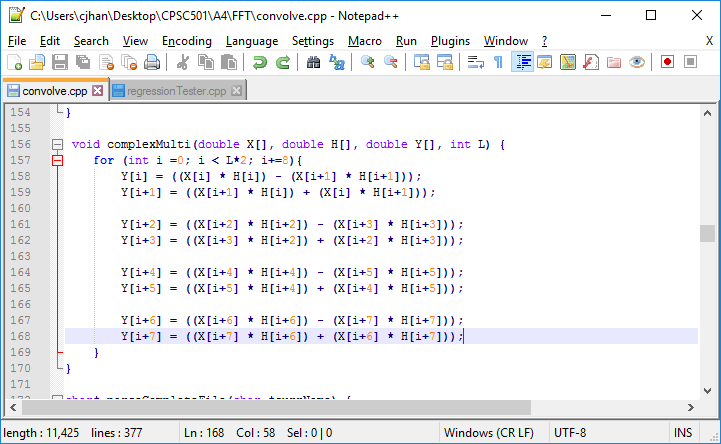 C:\Users\cjhan\Desktop\CPSC501\A4\FFT\convolve.cpp - Notepad++
File Edit Search View Encoding Language Settings Macro Run Plugins Window ? X
convolve.cpp regressionTester.cpp
154 }
155
156 void complexMulti(double X[], double H[], double Y[], int L) {
157 for (int i =0; i < L*2; i+=8){
158 Y[i] = ((X[i] * H[i]) - (X[i+1] * H[i+1]));
159 Y[i+1] = ((X[i+1] * H[i]) + (X[i] * H[i+1]));
160
161 Y[i+2] = ((X[i+2] * H[i+2]) - (X[i+3] * H[i+3]));
162 Y[i+3] = ((X[i+3] * H[i+2]) + (X[i+2] * H[i+3]));
163
164 Y[i+4] = ((X[i+4] * H[i+4]) - (X[i+5] * H[i+5]));
165 Y[i+5] = ((X[i+5] * H[i+4]) + (X[i+4] * H[i+5]));
166
167 Y[i+6] = ((X[i+6] * H[i+6]) - (X[i+7] * H[i+7]));
168 Y[i+7] = ((X[i+7] * H[i+6]) + (X[i+6] * H[i+7]));
169 }
170 }
171
length : 11,425 lines : 377 Ln : 168 Col : 58 Sel : 0 | 0 Windows (CR LF) UTF-8 INS